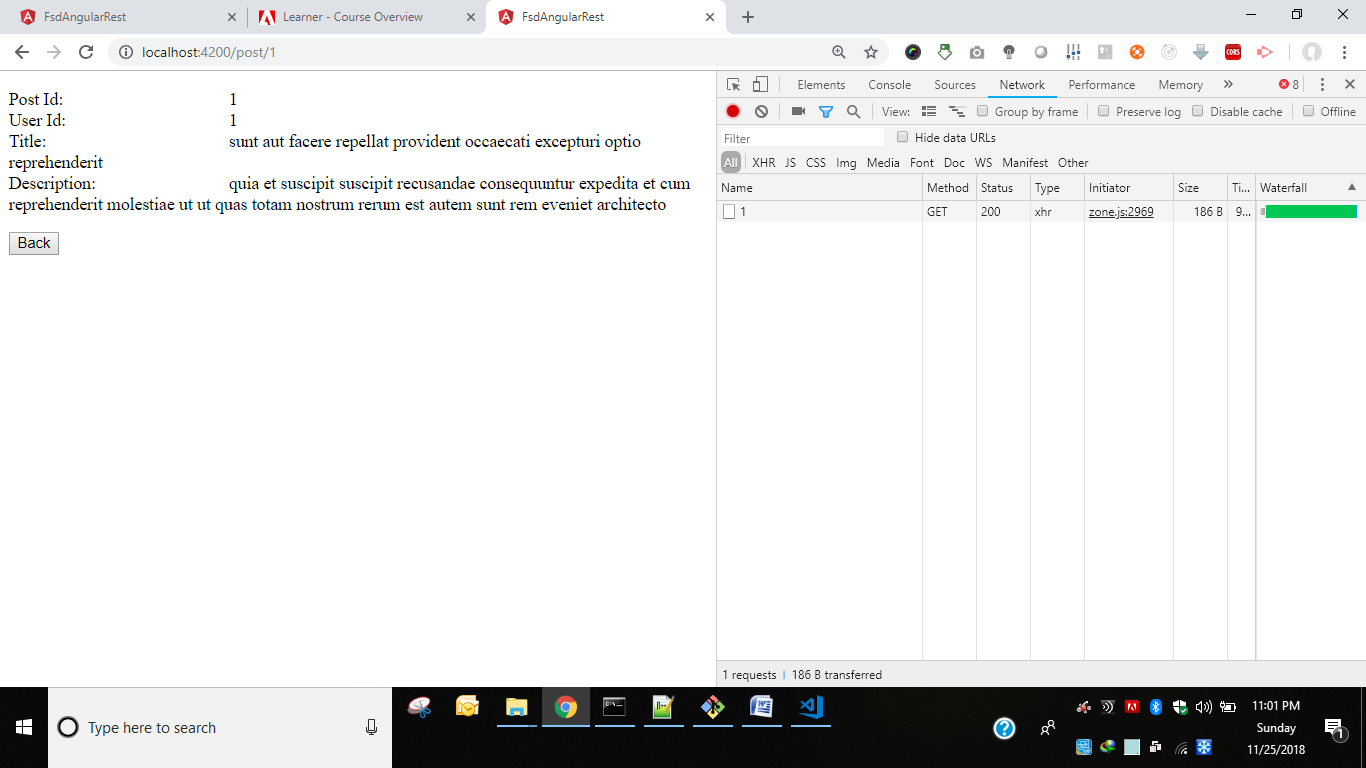 FsdAngularRest
Learner - Course Overview
FsdAngularRest
localhost:4200/post/1
CORS
Post Id: 1
User Id: 1
Title: sunt aut facere repellat provident occaecati excepturi optio
reprehenderit
Description: quia et suscipit suscipit recusandae consequuntur expedita et cum
reprehenderit molestiae ut ut quas totam nostrum rerum est autem sunt rem eveniet architecto
Back
Elements Console Sources Network Performance Memory » 8
View: Group by frame Preserve log Disable cache Offline
Filter Hide data URLs
All XHR JS CSS Img Media Font Doc WS Manifest Other
Name Method Status Type Initiator Size Ti... Waterfall
1 GET 200 xhr zone.js:2969 186 B 9...
1 requests | 186 B transferred
Type here to search
11:01 PM
Sunday
11/25/2018
1